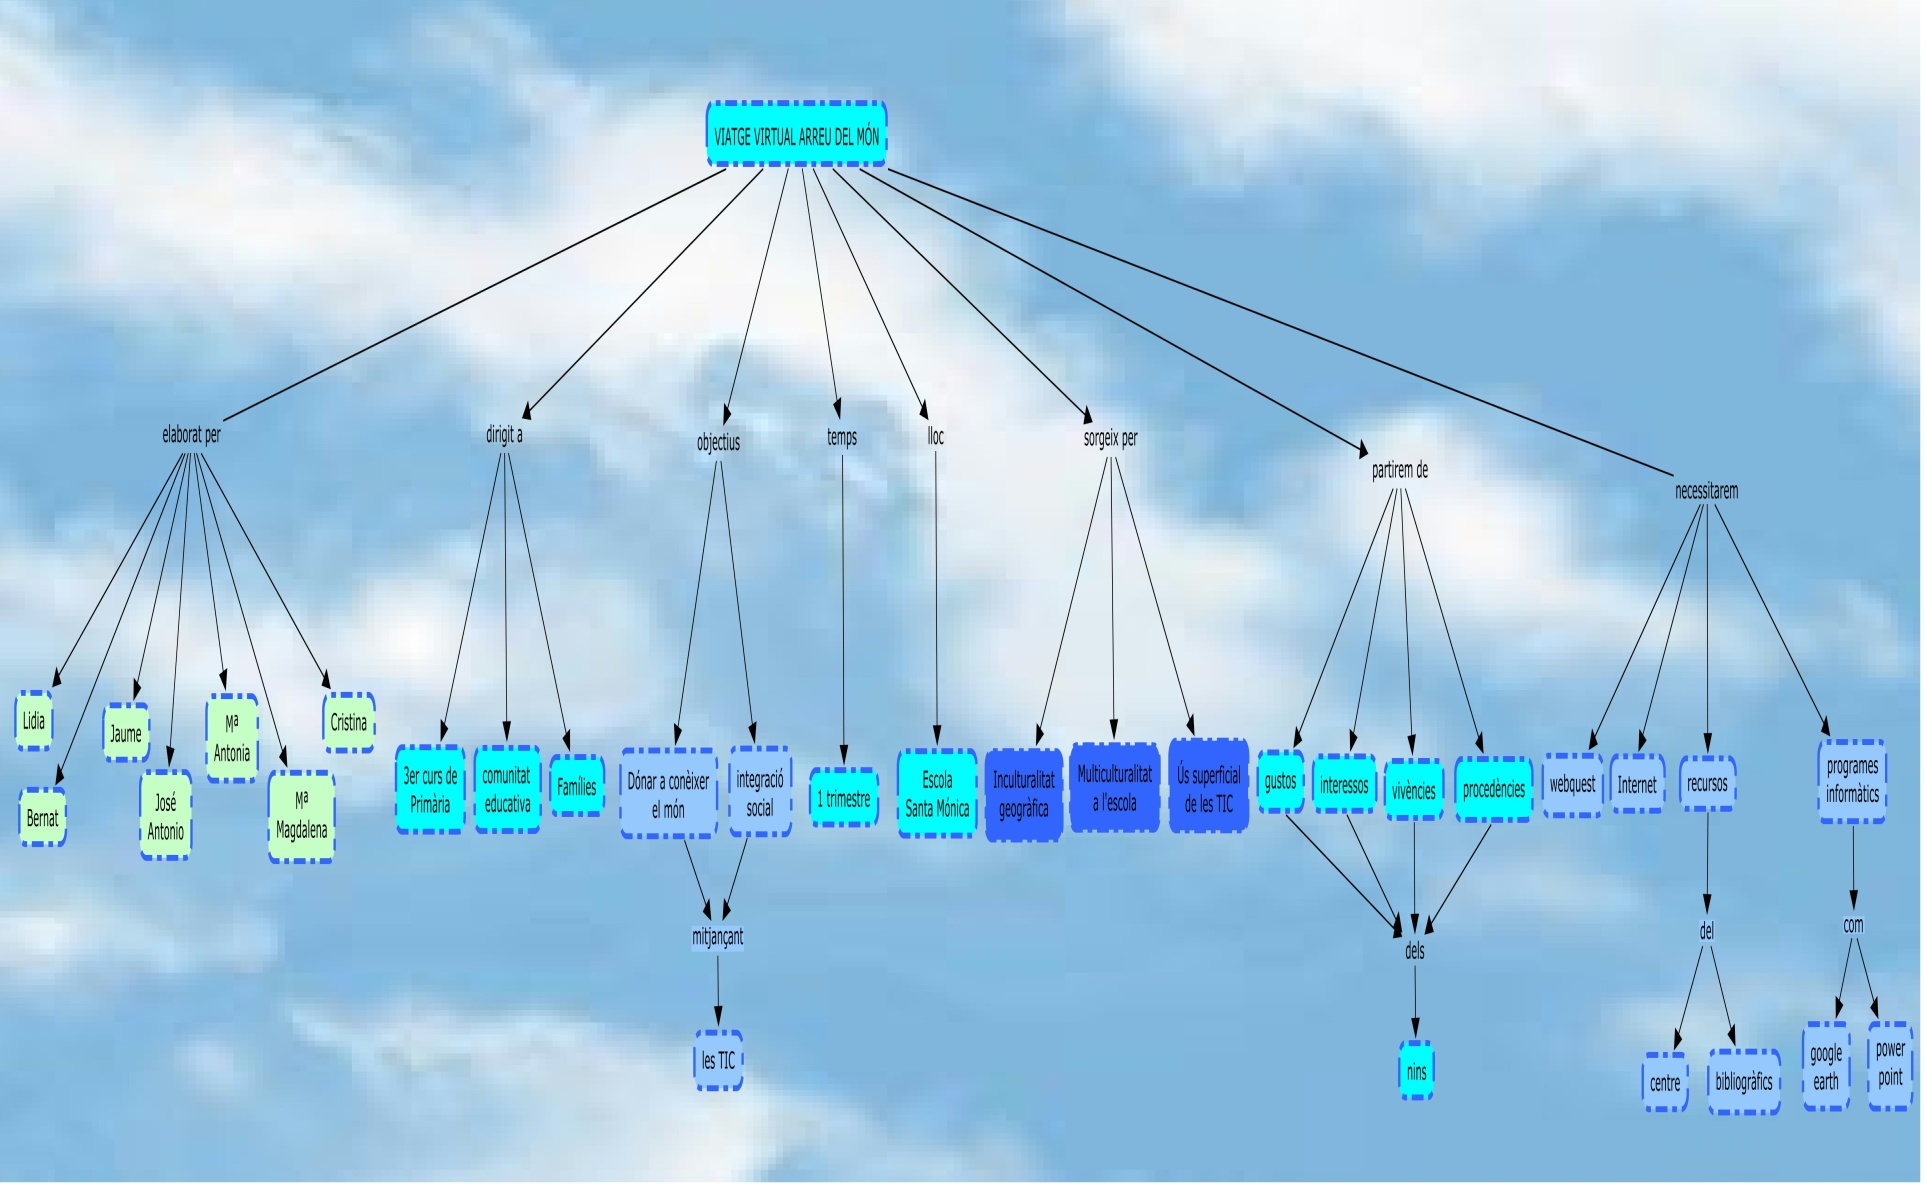 VIATGE VIRTUAL ARREU DEL MÓN
elaborat per
dirigit a
objectius
temps
lloc
sorgeix per
partirem de
necessitarem
Lidia
Bernat
Jaume
José
Antonio
Mª
Antonia
Mª
Magdalena
Cristina
3er curs de
Primària
comunitat
educativa
Famílies
Dónar a conèixer
el món
integració
social
mitjançant
les TIC
1 trimestre
Escola
Santa Mónica
Inculturalitat
geogràfica
Multiculturalitat
a l'escola
Ús superficial
de les TIC
gustos
interessos
vivències
procedències
dels
nins
webquest
Internet
recursos
del
centre
bibliogràfics
programes
informàtics
com
google
earth
power
point